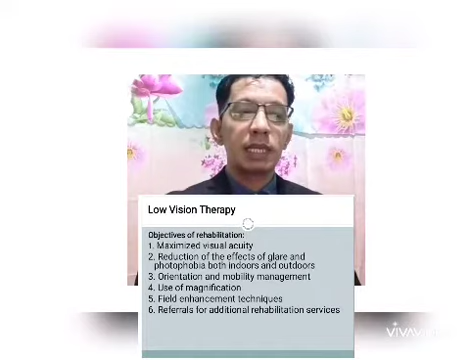 Low Vision Therapy
Objectives of rehabilitation:
1. Maximized visual acuity
2. Reduction of the effects of glare and
photophobia both indoors and outdoors
3. Orientation and mobility management
4. Use of magnification
5. Field enhancement techniques
6. Referrals for additional rehabilitation services